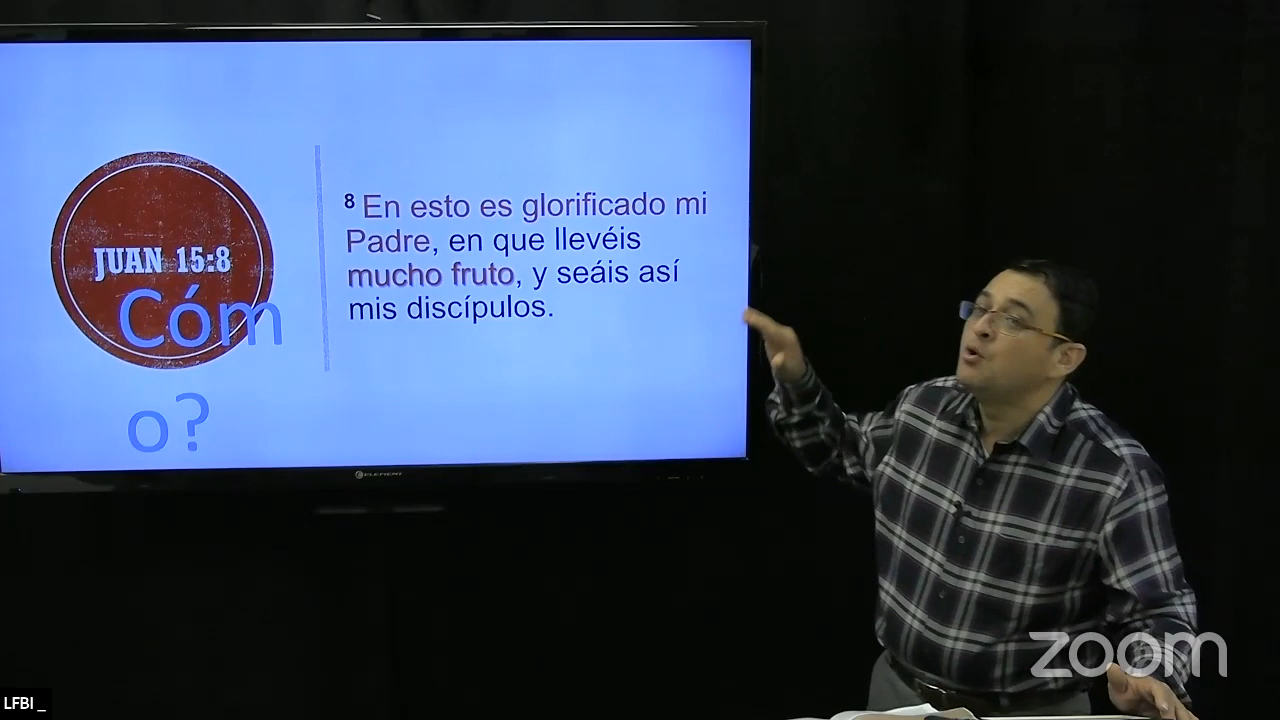 JUAN 15:8
Cóm
o?
8 En esto es glorificado mi
Padre, en que llevéis
mucho fruto, y seáis así
mis discípulos.
ELEMENT
zoom
LFBI _